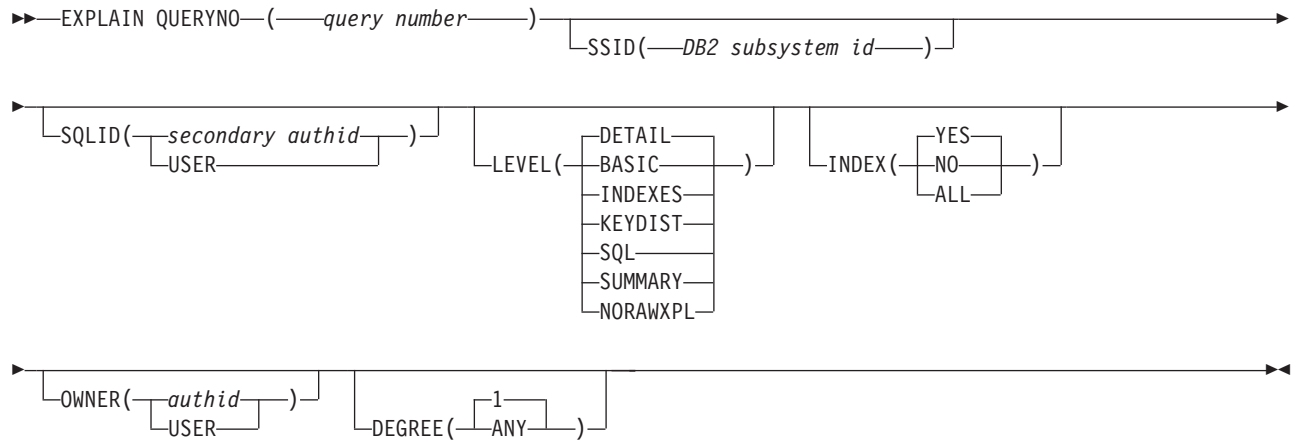 EXPLAIN QUERYNO ( query number )
SSID( DB2 subsystem id )
SQLID( secondary authid )
USER
LEVEL( DETAIL
BASIC )
INDEXES
KEYDIST
SQL
SUMMARY
NORAWXPL
INDEX( YES
NO )
ALL
OWNER( authid )
USER
DEGREE( 1
ANY )